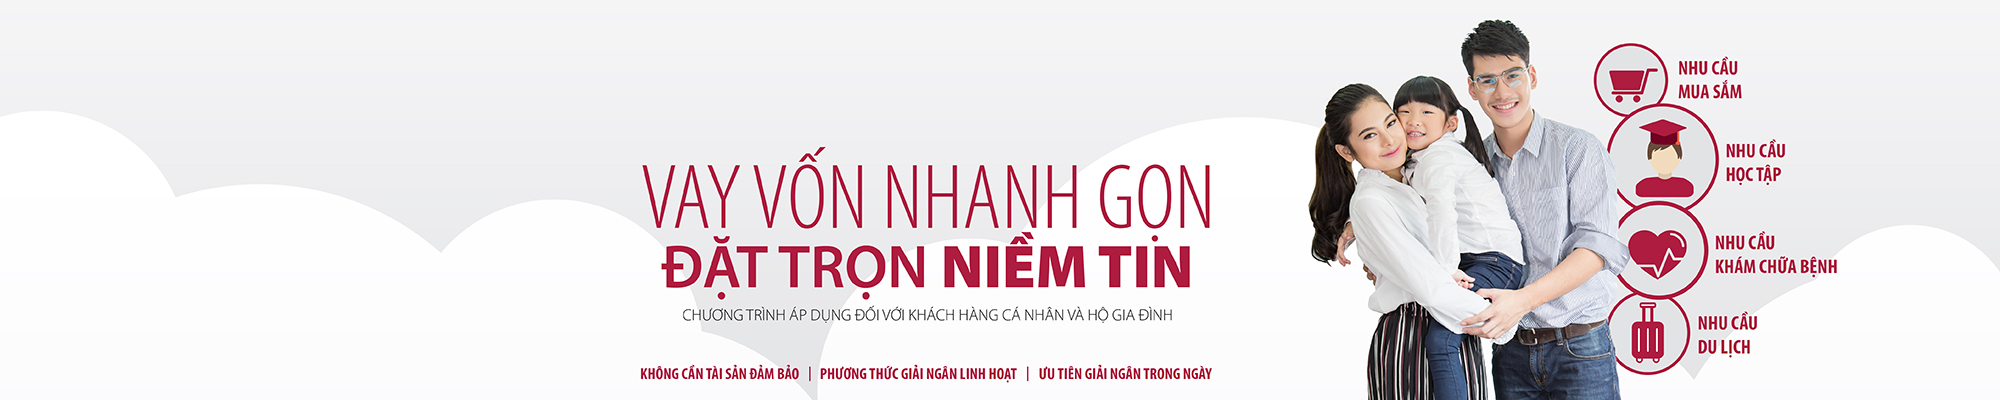 VAY VỐN NHANH GỌN
ĐẶT TRỌN NIỀM TIN
CHƯƠNG TRÌNH ÁP DỤNG ĐỐI VỚI KHÁCH HÀNG CÁ NHÂN VÀ HỘ GIA ĐÌNH
KHÔNG CẦN TÀI SẢN ĐẢM BẢO | PHƯƠNG THỨC GIẢI NGÂN LINH HOẠT | ƯU TIÊN GIẢI NGÂN TRONG NGÀY
NHU CẦU
MUA SẮM
NHU CẦU
HỌC TẬP
NHU CẦU
KHÁM CHỮA BỆNH
NHU CẦU
DU LỊCH